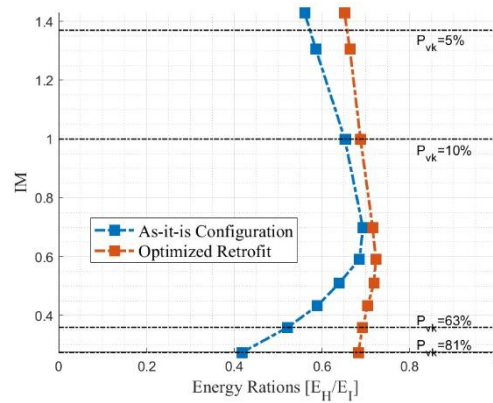 1.4
P_vk=5%
1.2
1
P_vk=10%
IM
0.8
As-it-is Configuration
Optimized Retrofit
0.6
0.4
P_vk=63%
P_vk=81%
0 0.2 0.4 0.6 0.8
Energy Rations [E_H/E_I]